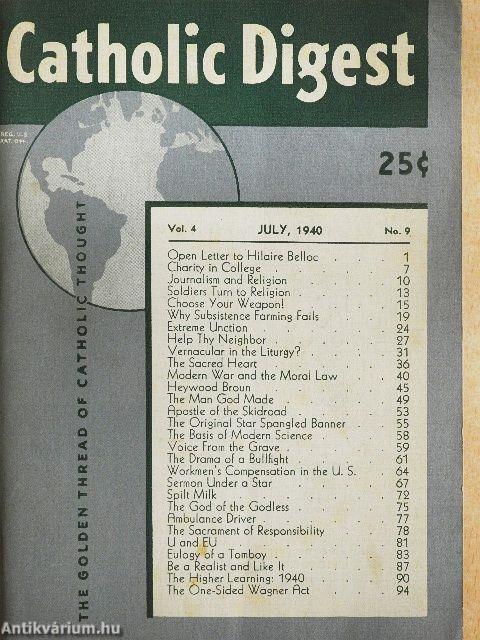 Catholic Digest
REG. U.S.
PAT. OFF.
25¢
THE GOLDEN THREAD OF CATHOLIC THOUGHT
Vol. 4 JULY, 1940 No. 9
Open Letter to Hilaire Belloc . . . . 1
Charity in College . . . . 7
Journalism and Religion . . . . 10
Soldiers Turn to Religion . . . . 13
Choose Your Weapon! . . . . 15
Why Subsistence Farming Fails . . . . 19
Extreme Unction . . . . 24
Help Thy Neighbor . . . . 27
Vernacular in the Liturgy? . . . . 31
The Sacred Heart . . . . 36
Modern War and the Moral Law . . . . 40
Heywood Broun . . . . 45
The Man God Made . . . . 49
Apostle of the Skidroad . . . . 53
The Original Star Spangled Banner . . . . 55
The Basis of Modern Science . . . . 58
Voice From the Grave . . . . 59
The Drama of a Bullfight . . . . 61
Workmen's Compensation in the U. S. 64
Sermon Under a Star . . . . 67
Spilt Milk . . . . 72
The God of the Godless . . . . 75
Ambulance Driver . . . . 77
The Sacrament of Responsibility . . . . 78
U and EU . . . . 81
Eulogy of a Tomboy . . . . 83
Be a Realist and Like It . . . . 87
The Higher Learning: 1940 . . . . 90
The One-Sided Wagner Act . . . . 94
Antikvárium.hu